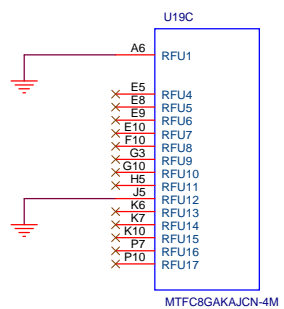 U19C
A6 RFU1
E5 RFU4
E8 RFU5
E9 RFU6
E10 RFU7
F10 RFU8
G3 RFU9
G10 RFU10
H5 RFU11
J5 RFU12
K6 RFU13
K7 RFU14
K10 RFU15
P7 RFU16
P10 RFU17
MTFC8GAKAJCN-4M